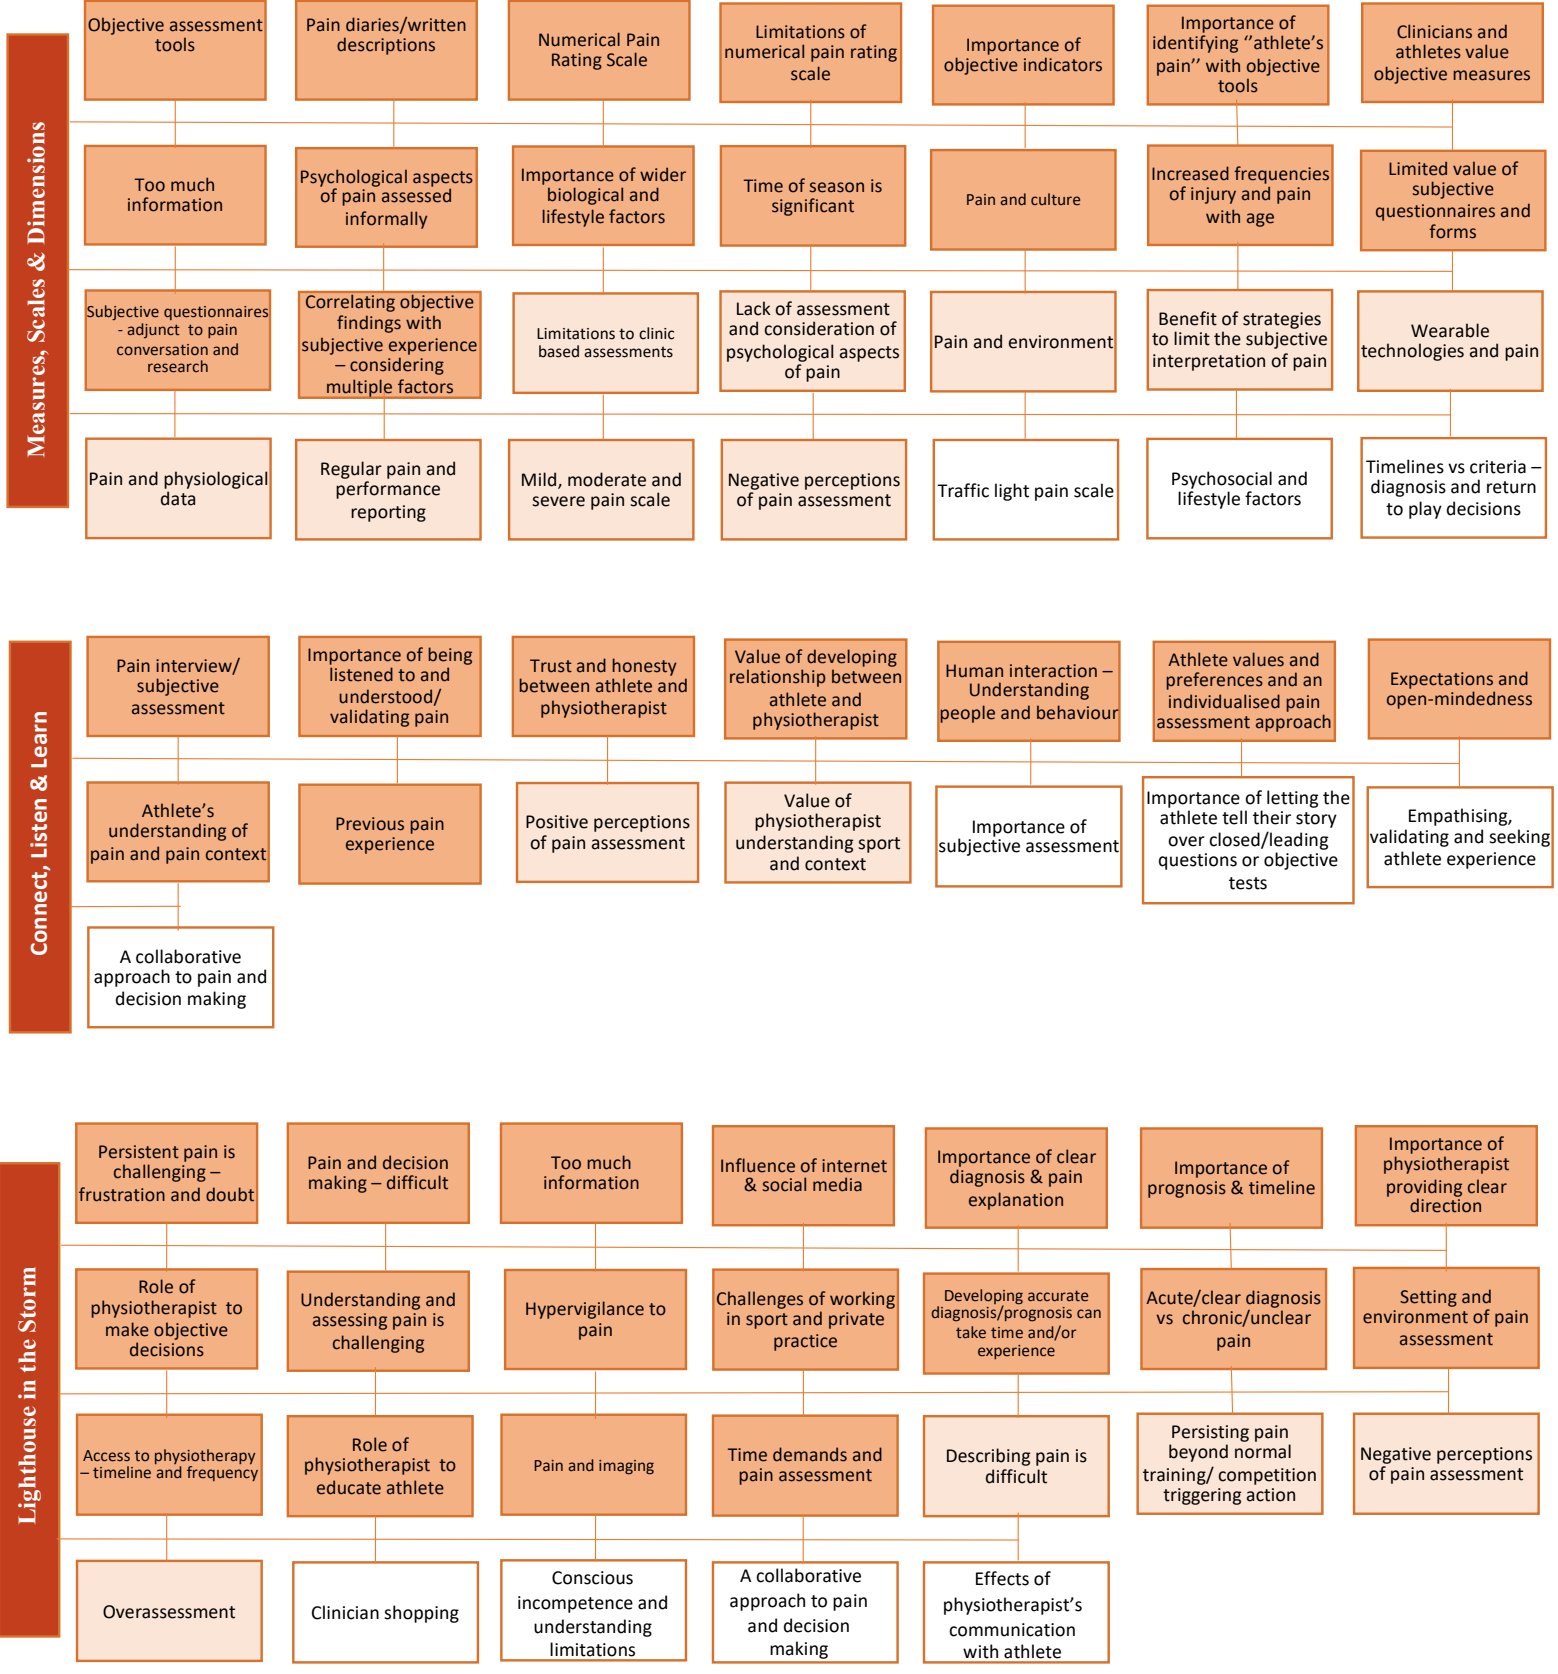 Measures, Scales & Dimensions
Objective assessment
tools
Pain diaries/written
descriptions
Numerical Pain
Rating Scale
Limitations of
numerical pain rating
scale
Importance of
objective indicators
Importance of
identifying ‘’athlete’s
pain’’ with objective
tools
Clinicians and
athletes value
objective measures
Too much
information
Psychological aspects
of pain assessed
informally
Importance of wider
biological and
lifestyle factors
Time of season is
significant
Pain and culture
Increased frequencies
of injury and pain
with age
Limited value of
subjective
questionnaires and
forms
Subjective questionnaires
- adjunct to pain
conversation and
research
Correlating objective
findings with
subjective experience
– considering
multiple factors
Limitations to clinic
based assessments
Lack of assessment
and consideration of
psychological aspects
of pain
Pain and environment
Benefit of strategies
to limit the subjective
interpretation of pain
Wearable
technologies and pain
Pain and physiological
data
Regular pain and
performance
reporting
Mild, moderate and
severe pain scale
Negative perceptions
of pain assessment
Traffic light pain scale
Psychosocial and
lifestyle factors
Timelines vs criteria –
diagnosis and return
to play decisions
Connect, Listen & Learn
Pain interview/
subjective
assessment
Importance of being
listened to and
understood/
validating pain
Trust and honesty
between athlete and
physiotherapist
Value of developing
relationship between
athlete and
physiotherapist
Human interaction –
Understanding
people and behaviour
Athlete values and
preferences and an
individualised pain
assessment approach
Expectations and
open-mindedness
Athlete’s
understanding of
pain and pain context
Previous pain
experience
Positive perceptions
of pain assessment
Value of
physiotherapist
understanding sport
and context
Importance of
subjective assessment
Importance of letting the
athlete tell their story
over closed/leading
questions or objective
tests
Empathising,
validating and seeking
athlete experience
A collaborative
approach to pain and
decision making
Lighthouse in the Storm
Persistent pain is
challenging –
frustration and doubt
Pain and decision
making – difficult
Too much
information
Influence of internet
& social media
Importance of clear
diagnosis & pain
explanation
Importance of
prognosis & timeline
Importance of
physiotherapist
providing clear
direction
Role of
physiotherapist to
make objective
decisions
Understanding and
assessing pain is
challenging
Hypervigilance to
pain
Challenges of working
in sport and private
practice
Developing accurate
diagnosis/prognosis can
take time and/or
experience
Acute/clear diagnosis
vs chronic/unclear
pain
Setting and
environment of pain
assessment
Access to physiotherapy
– timeline and frequency
Role of
physiotherapist to
educate athlete
Pain and imaging
Time demands and
pain assessment
Describing pain is
difficult
Persisting pain
beyond normal
training/ competition
triggering action
Negative perceptions
of pain assessment
Overassessment
Clinician shopping
Conscious
incompetence and
understanding
limitations
A collaborative
approach to pain
and decision
making
Effects of
physiotherapist’s
communication
with athlete